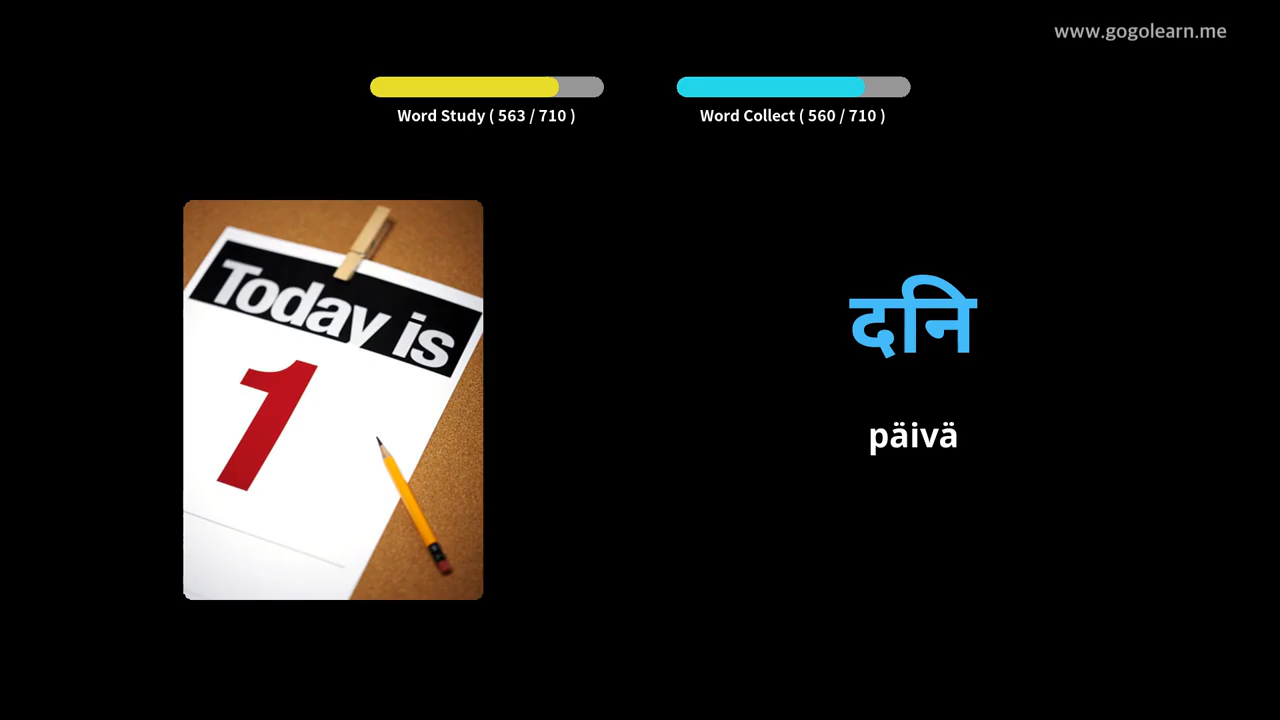 www.gogolearn.me
Word Study ( 563 / 710 )
Word Collect ( 560 / 710 )
Today is
1
दनि
päivä